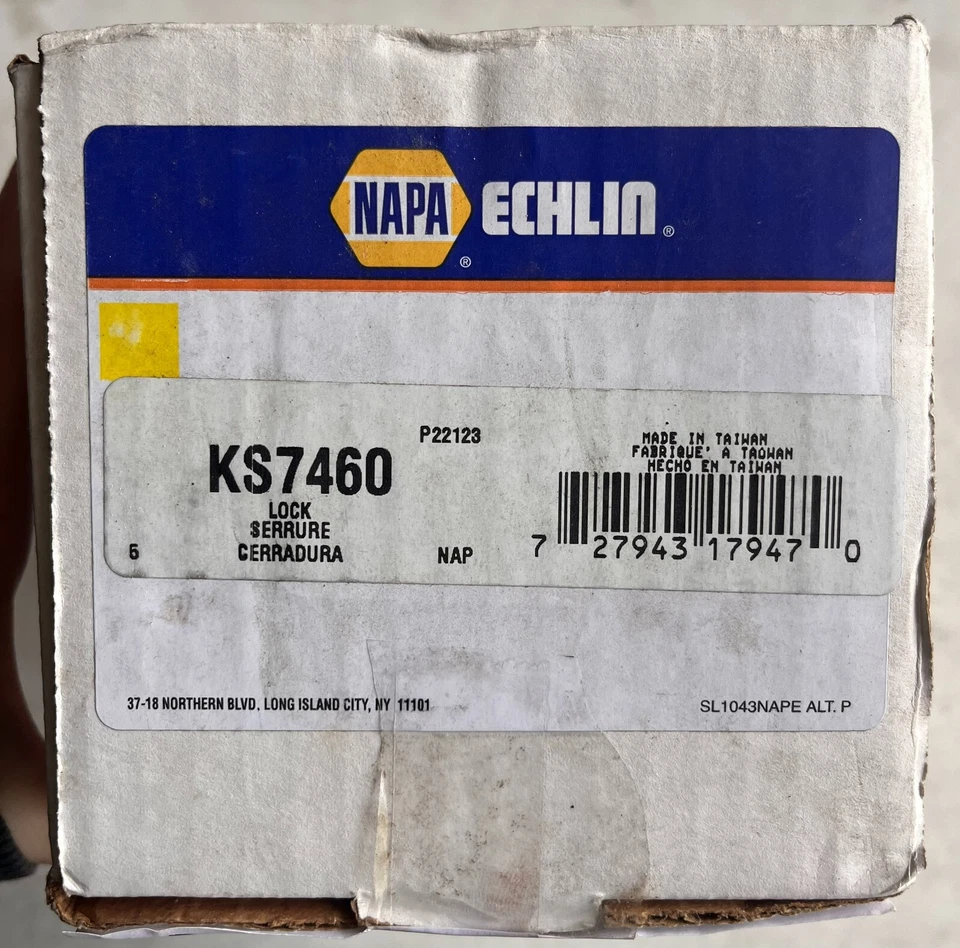 NAPA ® ECHLIN ®
P22123
KS7460
LOCK
SERRURE
6 CERRADURA NAP
MADE IN TAIWAN
FABRIQUE' A TAOWAN
HECHO EN TAIWAN
7 27943 17947 0
37-18 NORTHERN BLVD, LONG ISLAND CITY, NY 11101
SL1043NAPE ALT. P